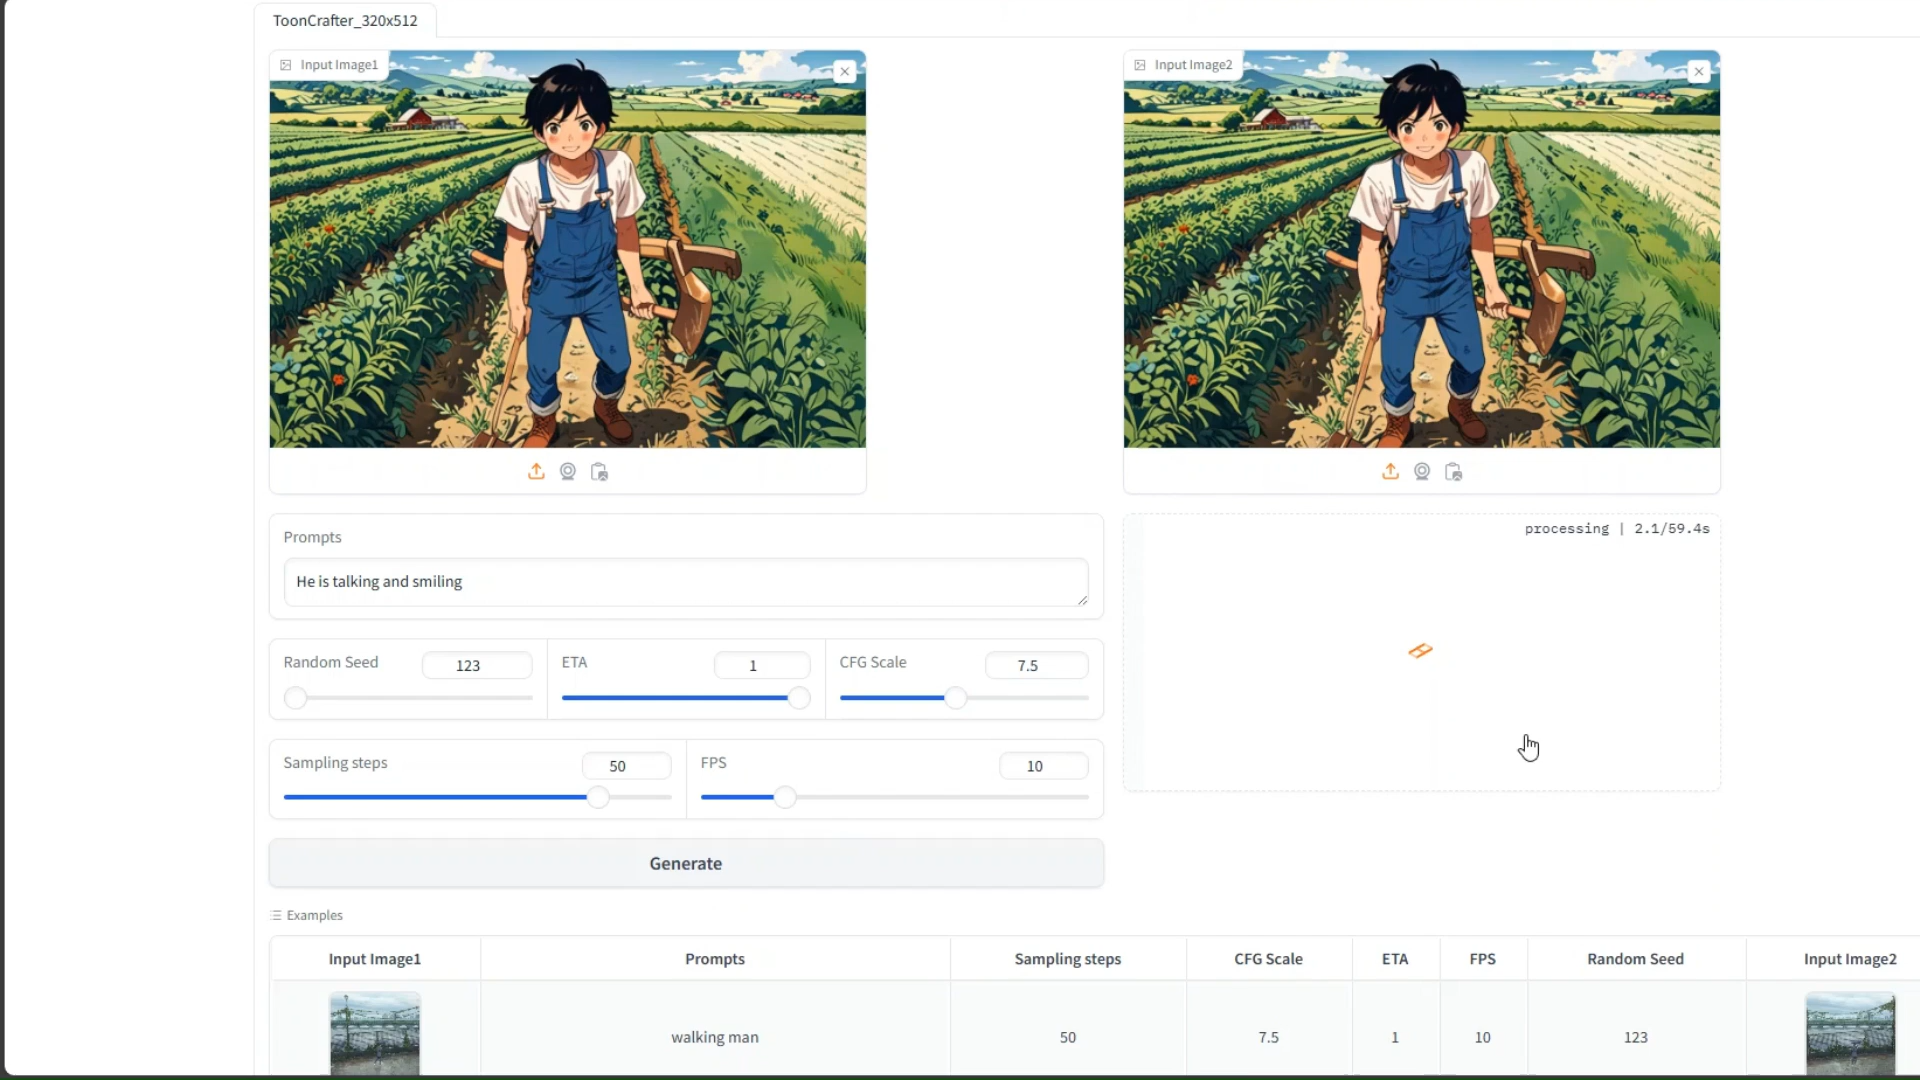 ToonCrafter_320x512
Input Image1
Input Image2
processing | 2.1/59.4s
Prompts
He is talking and smiling
Random Seed 123 ETA 1 CFG Scale 7.5
Sampling steps 50 FPS 10
Generate
Examples
Input Image1 Prompts Sampling steps CFG Scale ETA FPS Random Seed Input Image2
walking man 50 7.5 1 10 123